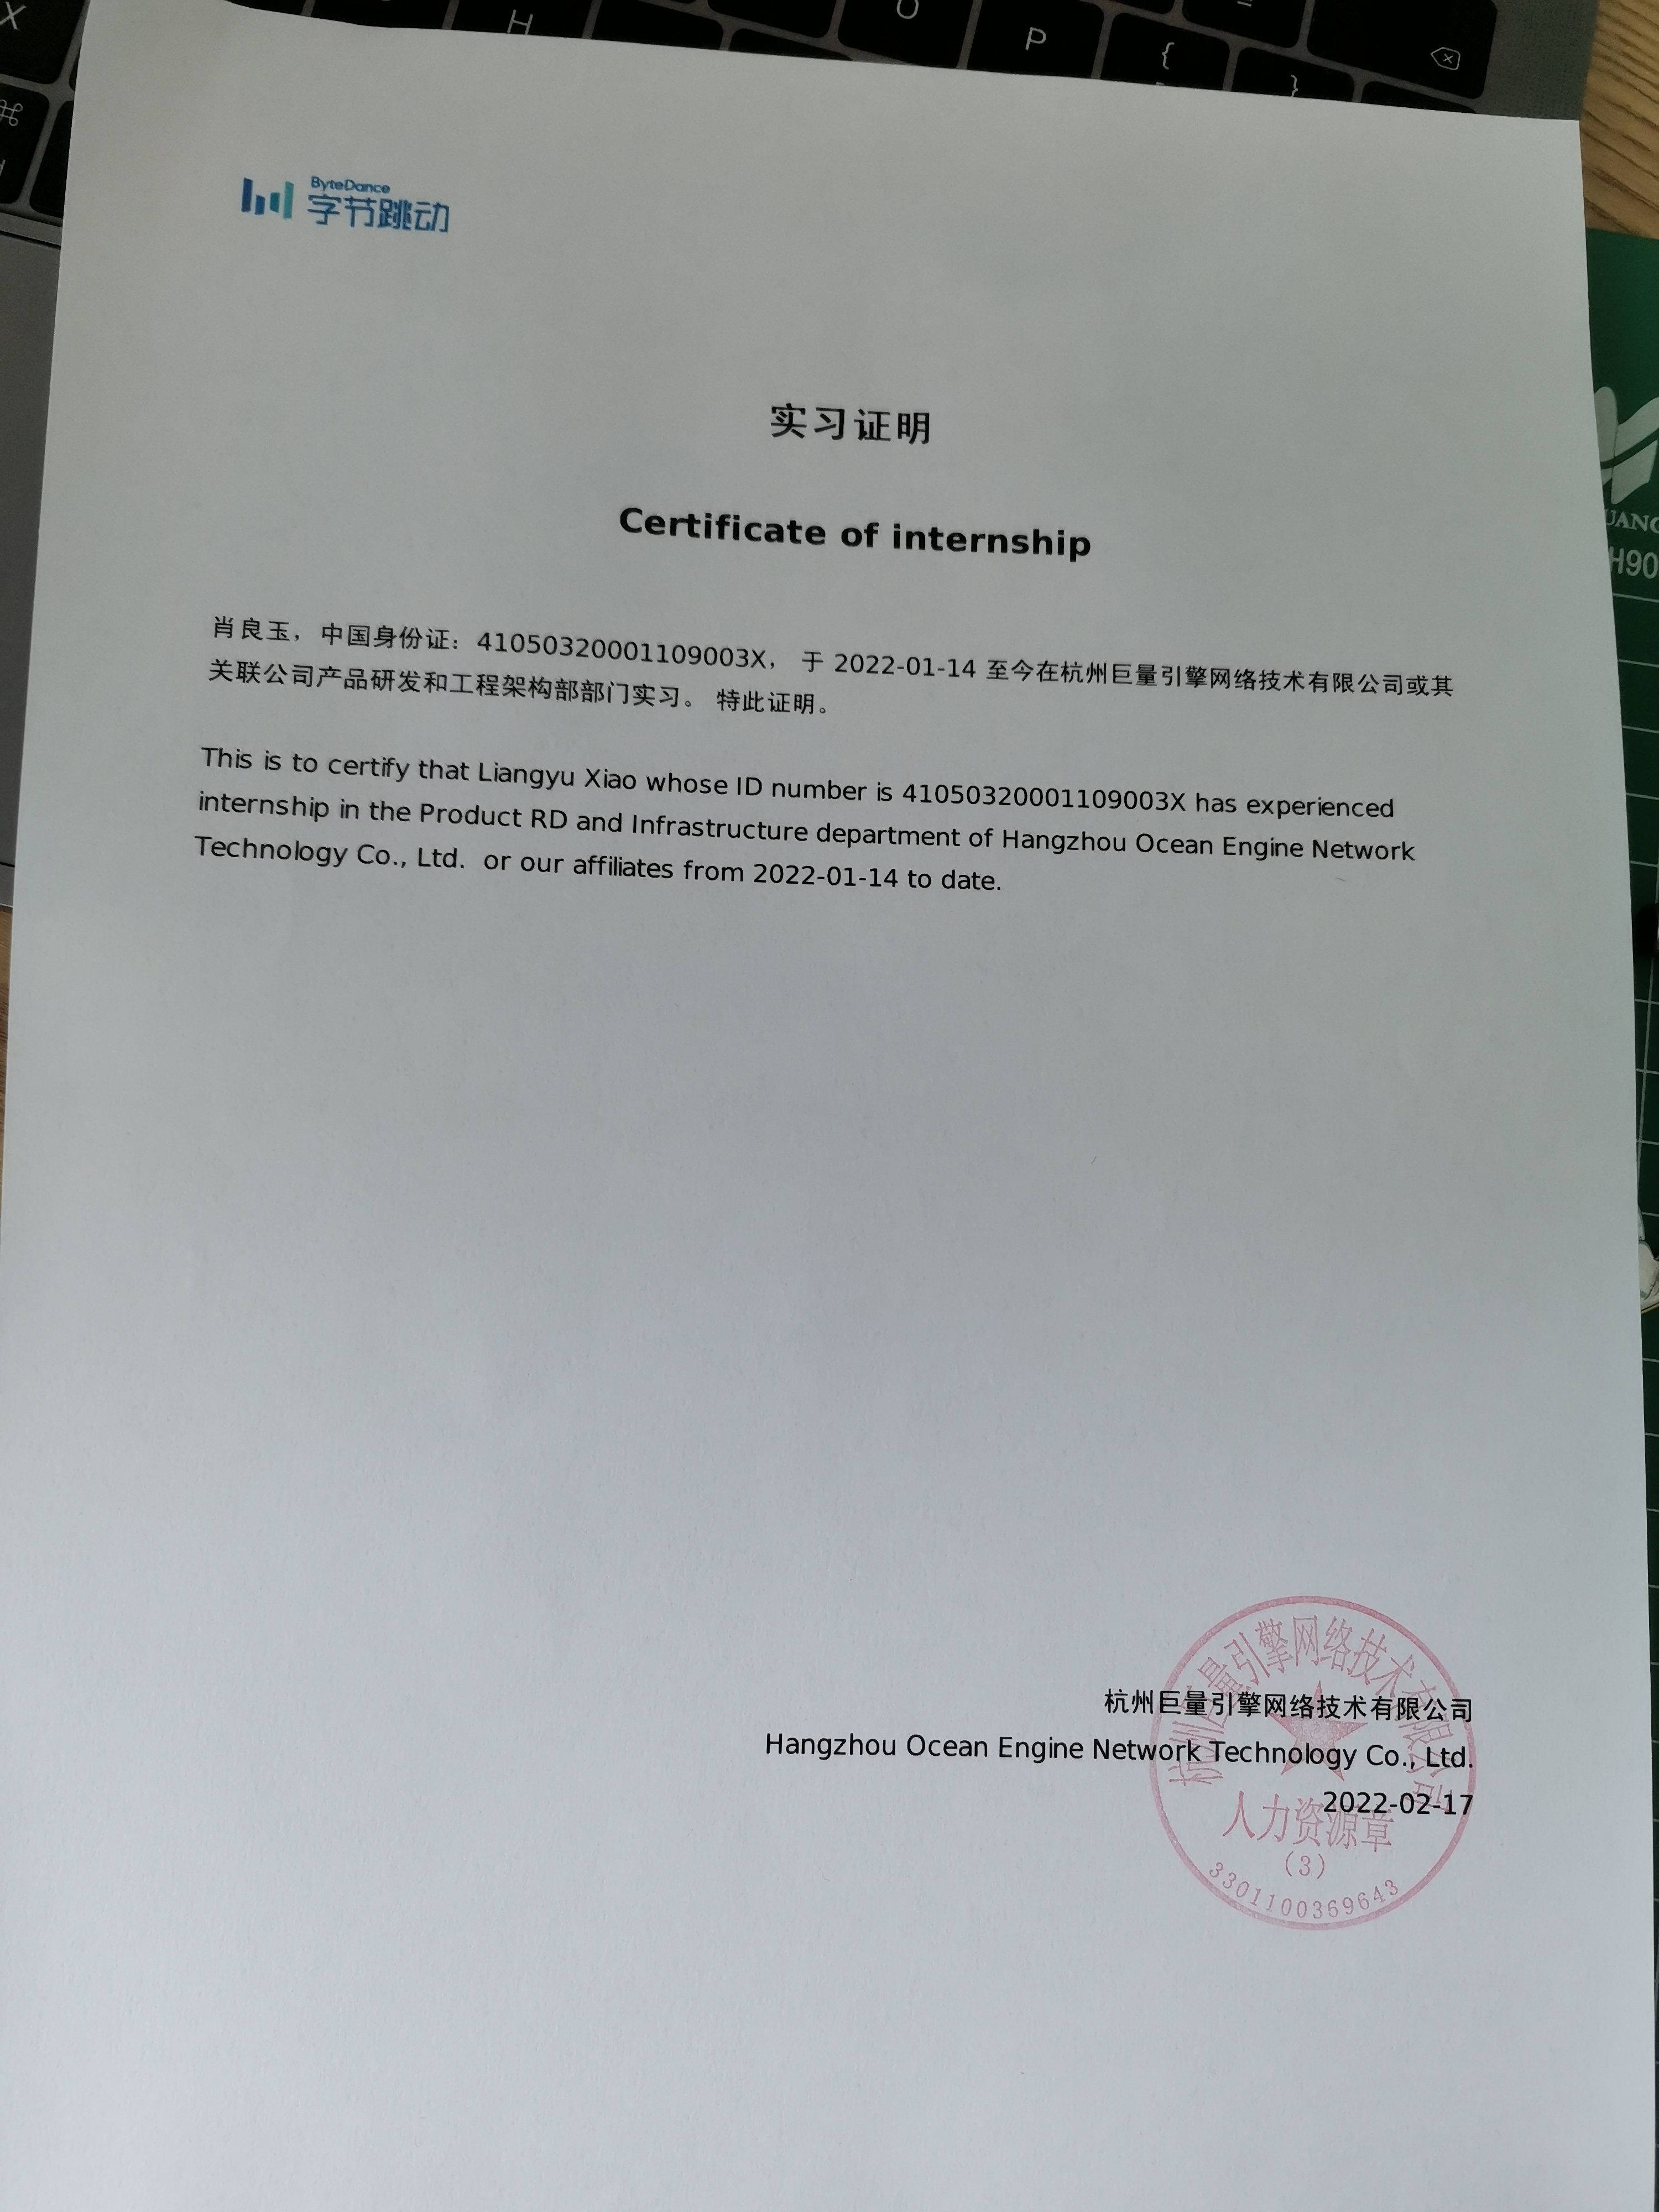 X
H
O
P
{
}
⌘
ByteDance
字节跳动
实习证明
Certificate of internship
肖良玉，中国身份证：41050320001109003X， 于 2022-01-14 至今在杭州巨量引擎网络技术有限公司或其
关联公司产品研发和工程架构部部门实习。 特此证明。
This is to certify that Liangyu Xiao whose ID number is 41050320001109003X has experienced
internship in the Product RD and Infrastructure department of Hangzhou Ocean Engine Network
Technology Co., Ltd.  or our affiliates from 2022-01-14 to date.
H90
杭州巨量引擎网络技术有限公司
杭州巨量引擎网络技术有限公司
Hangzhou Ocean Engine Network Technology Co., Ltd.
2022-02-17
人力资源章
(3)
3301100369643